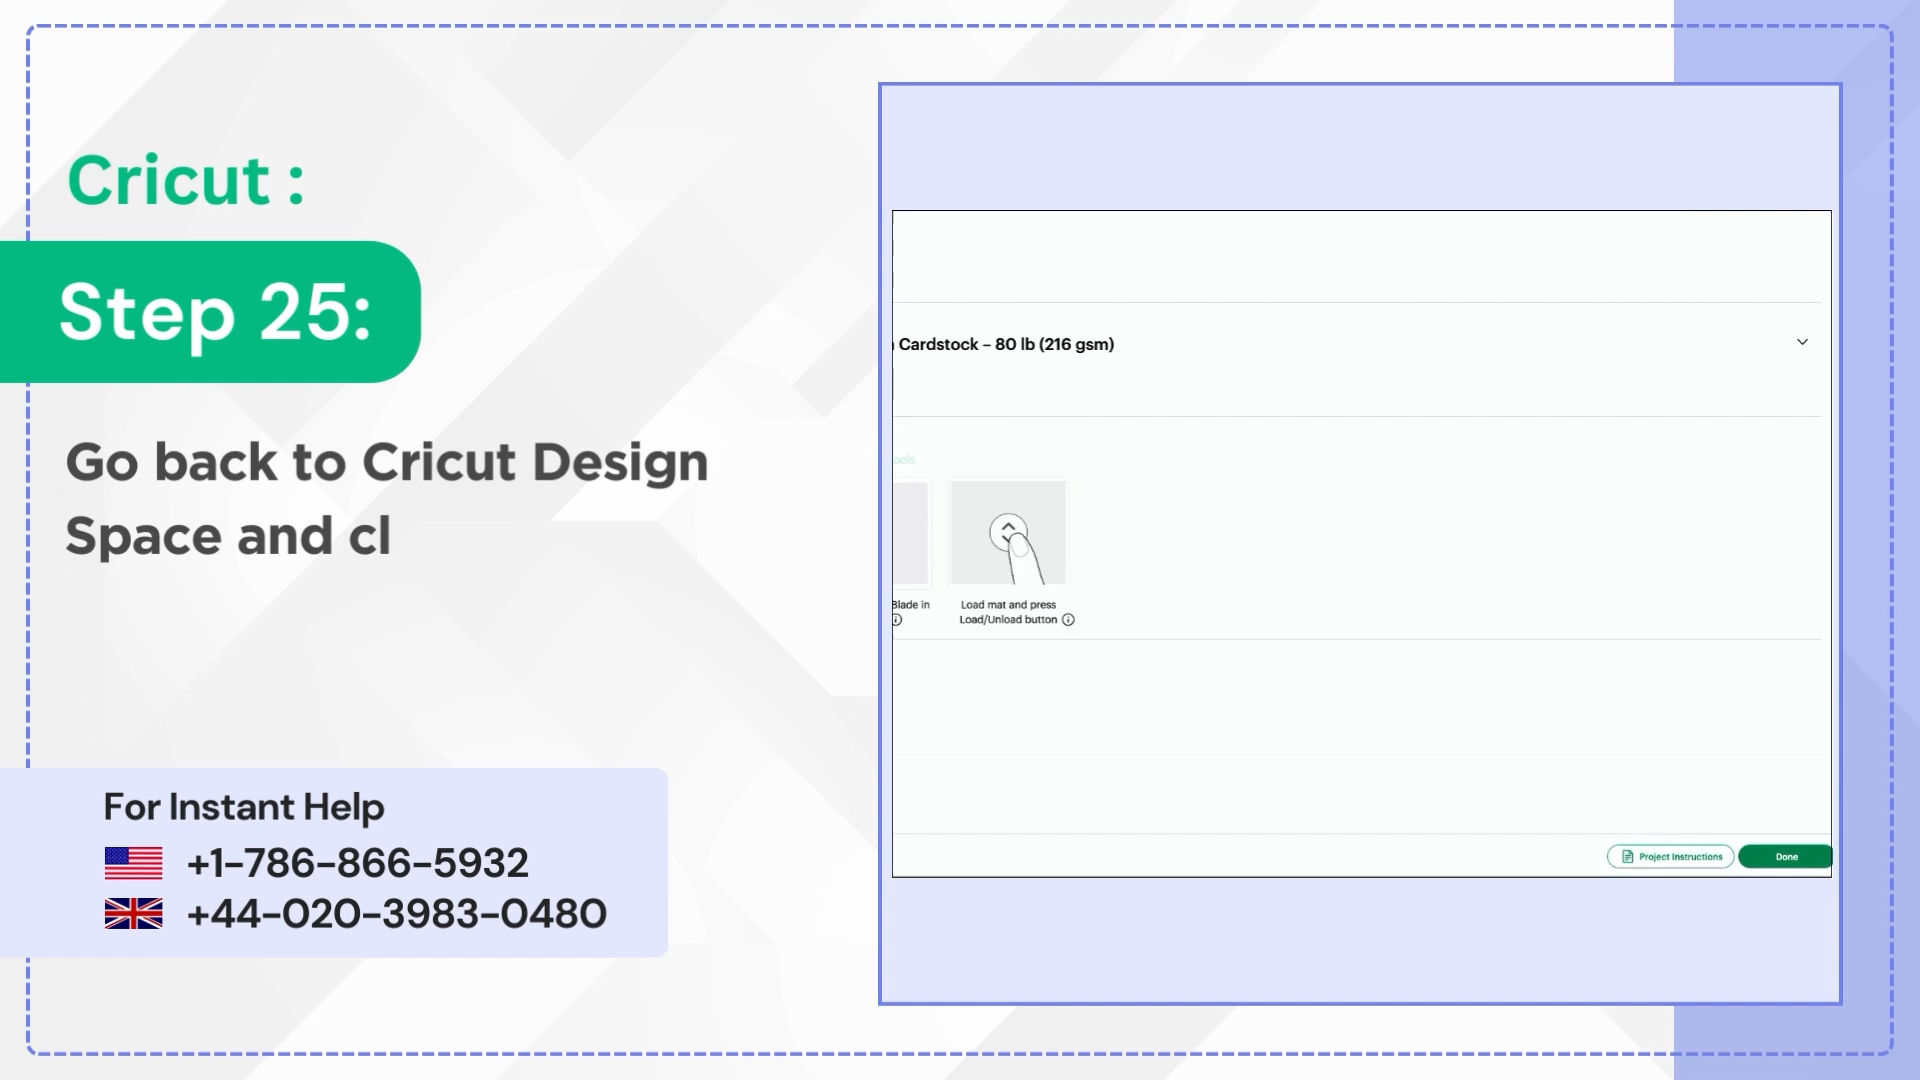 Cricut :
Step 25:
Go back to Cricut Design
Space and cl
For Instant Help
+1-786-866-5932
+44-020-3983-0480
Cardstock – 80 lb (216 gsm)
Blade in
Load mat and press
Load/Unload button
Project Instructions
Done